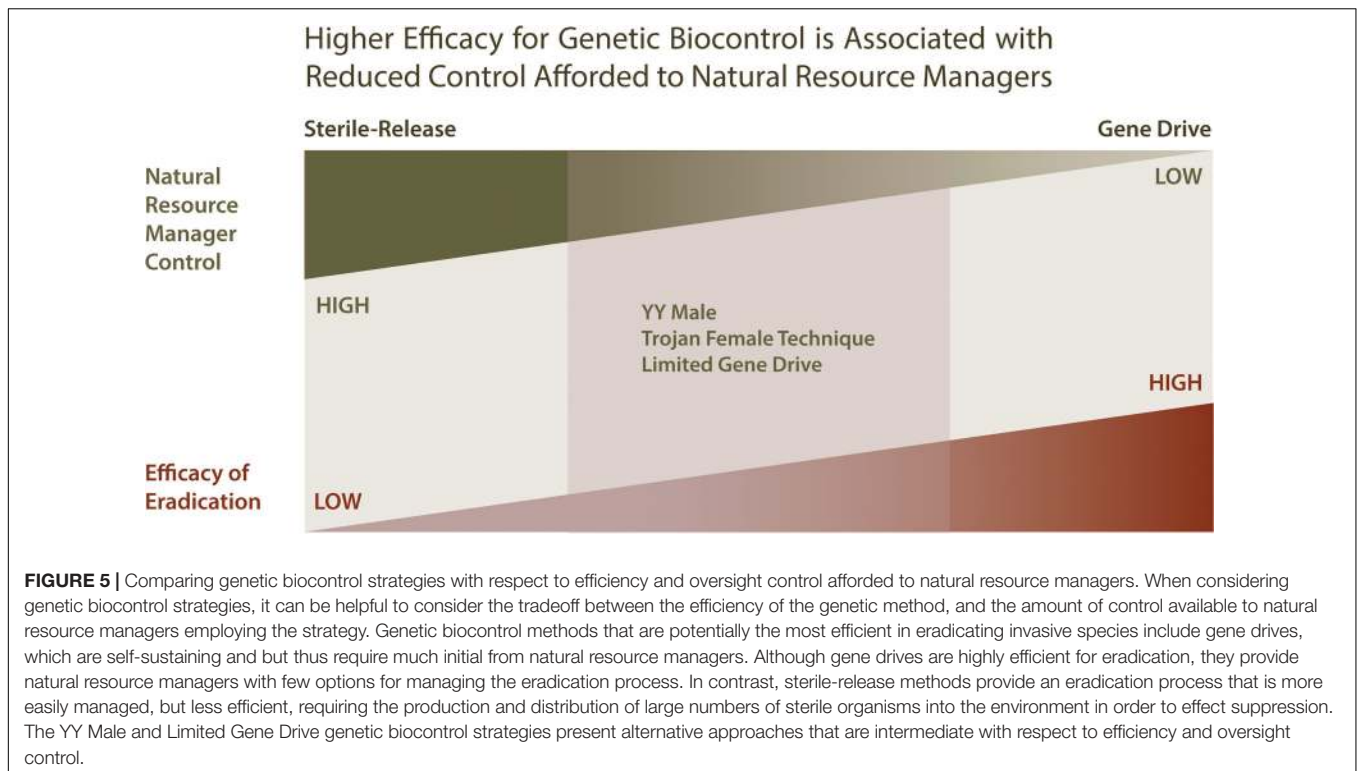 Higher Efficacy for Genetic Biocontrol is Associated with
Reduced Control Afforded to Natural Resource Managers
Sterile-Release
Gene Drive
Natural
Resource
Manager
Control
LOW
HIGH
YY Male
Trojan Female Technique
Limited Gene Drive
HIGH
Efficacy of
Eradication
LOW
FIGURE 5 | Comparing genetic biocontrol strategies with respect to efficiency and oversight control afforded to natural resource managers. When considering
genetic biocontrol strategies, it can be helpful to consider the tradeoff between the efficiency of the genetic method, and the amount of control available to natural
resource managers employing the strategy. Genetic biocontrol methods that are potentially the most efficient in eradicating invasive species include gene drives,
which are self-sustaining and but thus require much initial from natural resource managers. Although gene drives are highly efficient for eradication, they provide
natural resource managers with few options for managing the eradication process. In contrast, sterile-release methods provide an eradication process that is more
easily managed, but less efficient, requiring the production and distribution of large numbers of sterile organisms into the environment in order to effect suppression.
The YY Male and Limited Gene Drive genetic biocontrol strategies present alternative approaches that are intermediate with respect to efficiency and oversight
control.